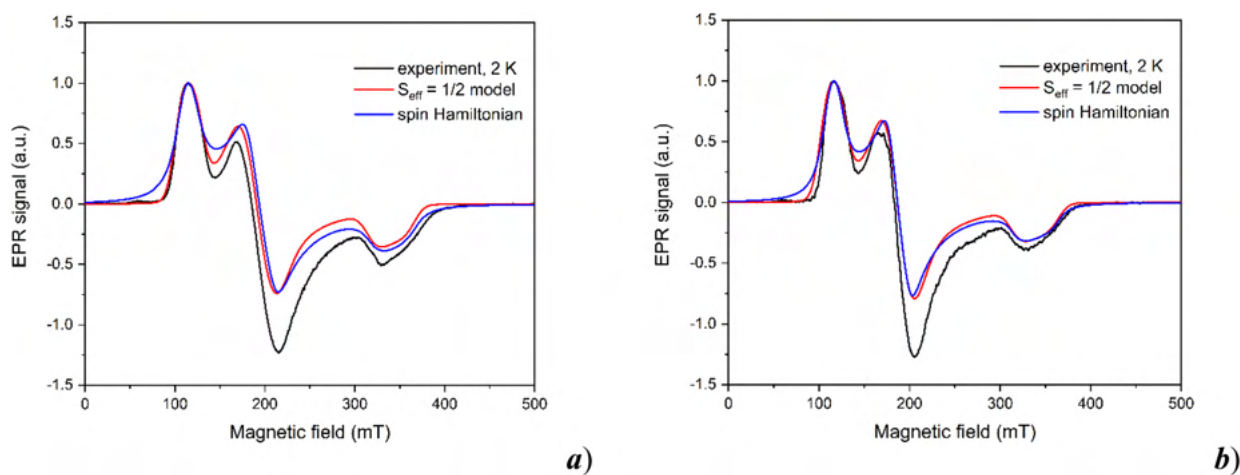 1.5
1.0
0.5
0.0
-0.5
-1.0
-1.5
EPR signal (a.u.)
experiment, 2 K
S_eff = 1/2 model
spin Hamiltonian
0 100 200 300 400 500
Magnetic field (mT)
a)
1.5
1.0
0.5
0.0
-0.5
-1.0
-1.5
EPR signal (a.u.)
experiment, 2 K
S_eff = 1/2 model
spin Hamiltonian
0 100 200 300 400 500
Magnetic field (mT)
b)